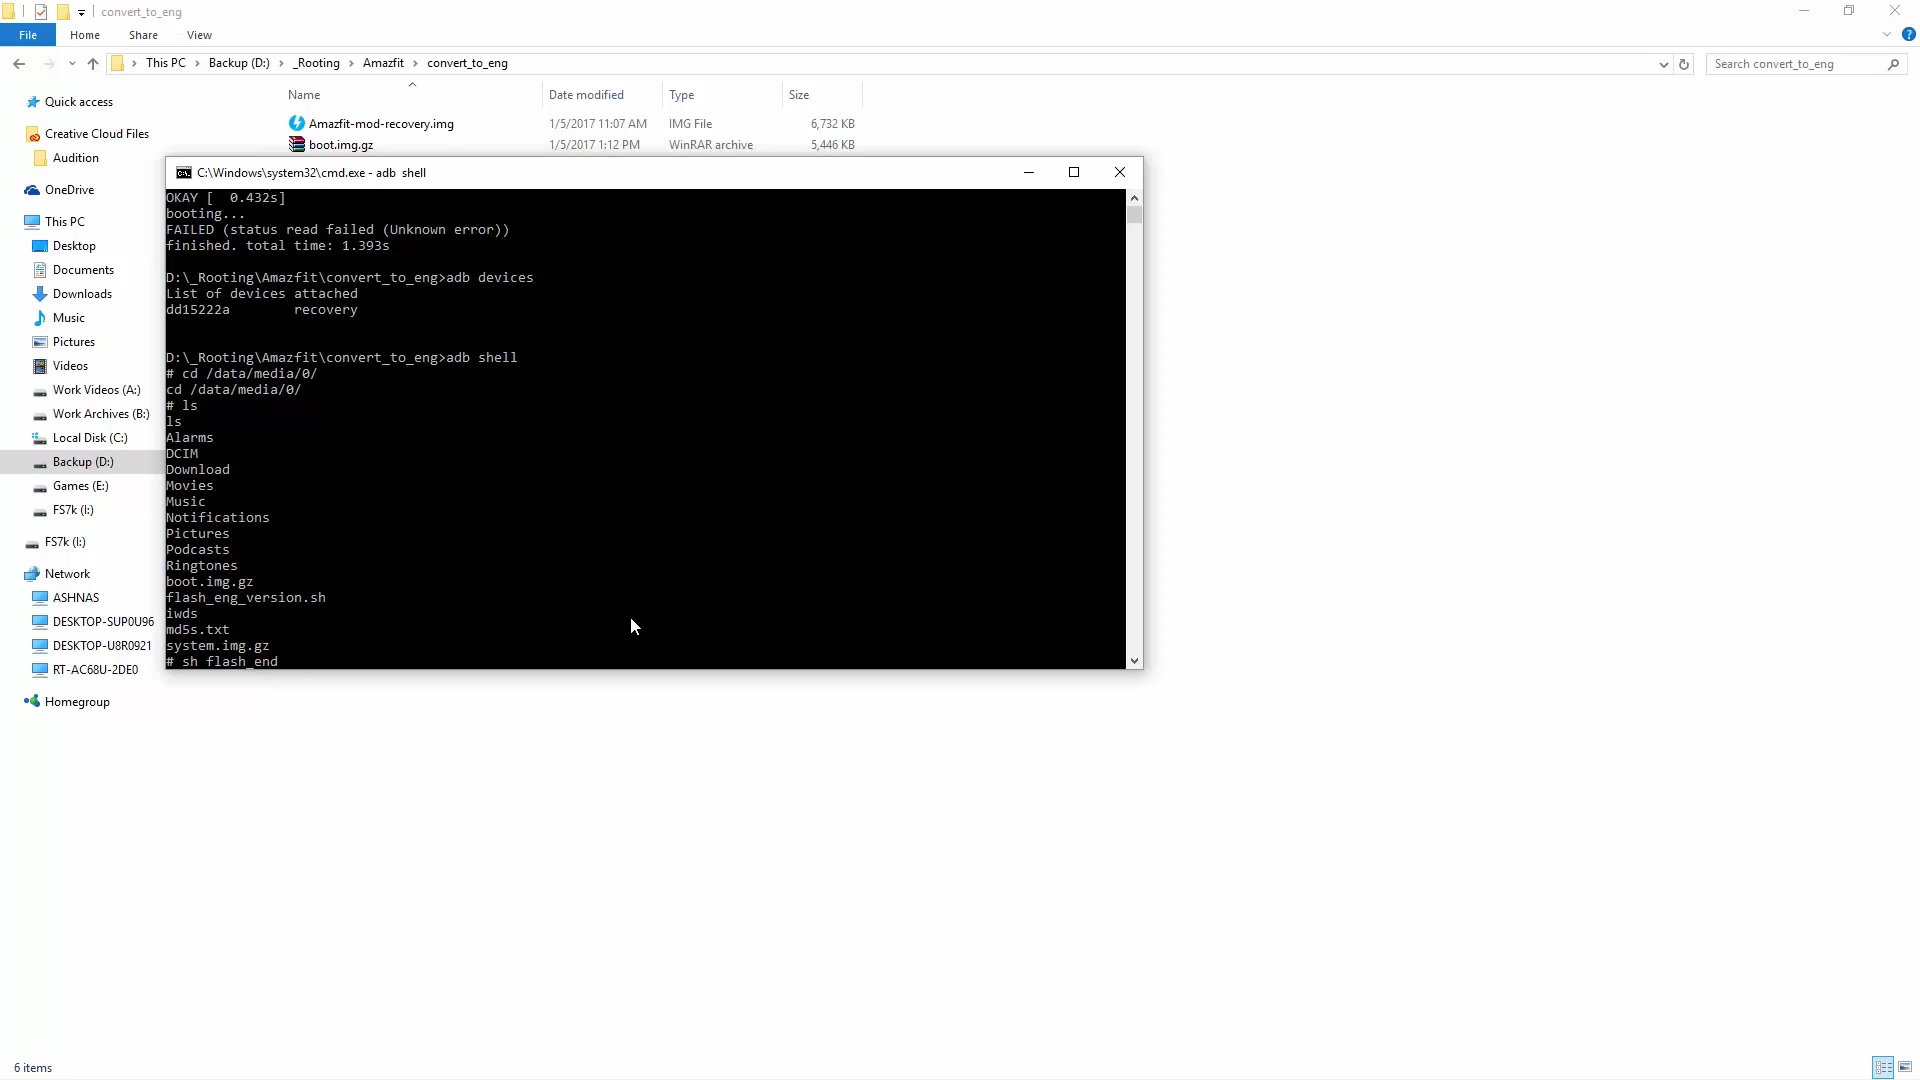 convert_to_eng
File Home Share View
This PC Backup (D:) _Rooting Amazfit convert_to_eng
Search convert_to_eng
Name Date modified Type Size
Amazfit-mod-recovery.img 1/5/2017 11:07 AM IMG File 6,732 KB
boot.img.gz 1/5/2017 1:12 PM WinRAR archive 5,446 KB
Quick access
Creative Cloud Files
Audition
OneDrive
This PC
Desktop
Documents
Downloads
Music
Pictures
Videos
Work Videos (A:)
Work Archives (B:)
Local Disk (C:)
Backup (D:)
Games (E:)
FS7k (I:)
FS7k (I:)
Network
ASHNAS
DESKTOP-SUP0U96
DESKTOP-U8R0921
RT-AC68U-2DE0
Homegroup
C:\Windows\system32\cmd.exe - adb shell
OKAY [ 0.432s]
booting...
FAILED (status read failed (Unknown error))
finished. total time: 1.393s
D:\_Rooting\Amazfit\convert_to_eng>adb devices
List of devices attached
dd15222a recovery
D:\_Rooting\Amazfit\convert_to_eng>adb shell
# cd /data/media/0/
cd /data/media/0/
# ls
ls
Alarms
DCIM
Download
Movies
Music
Notifications
Pictures
Podcasts
Ringtones
boot.img.gz
flash_eng_version.sh
iwds
md5s.txt
system.img.gz
# sh flash_end
6 items